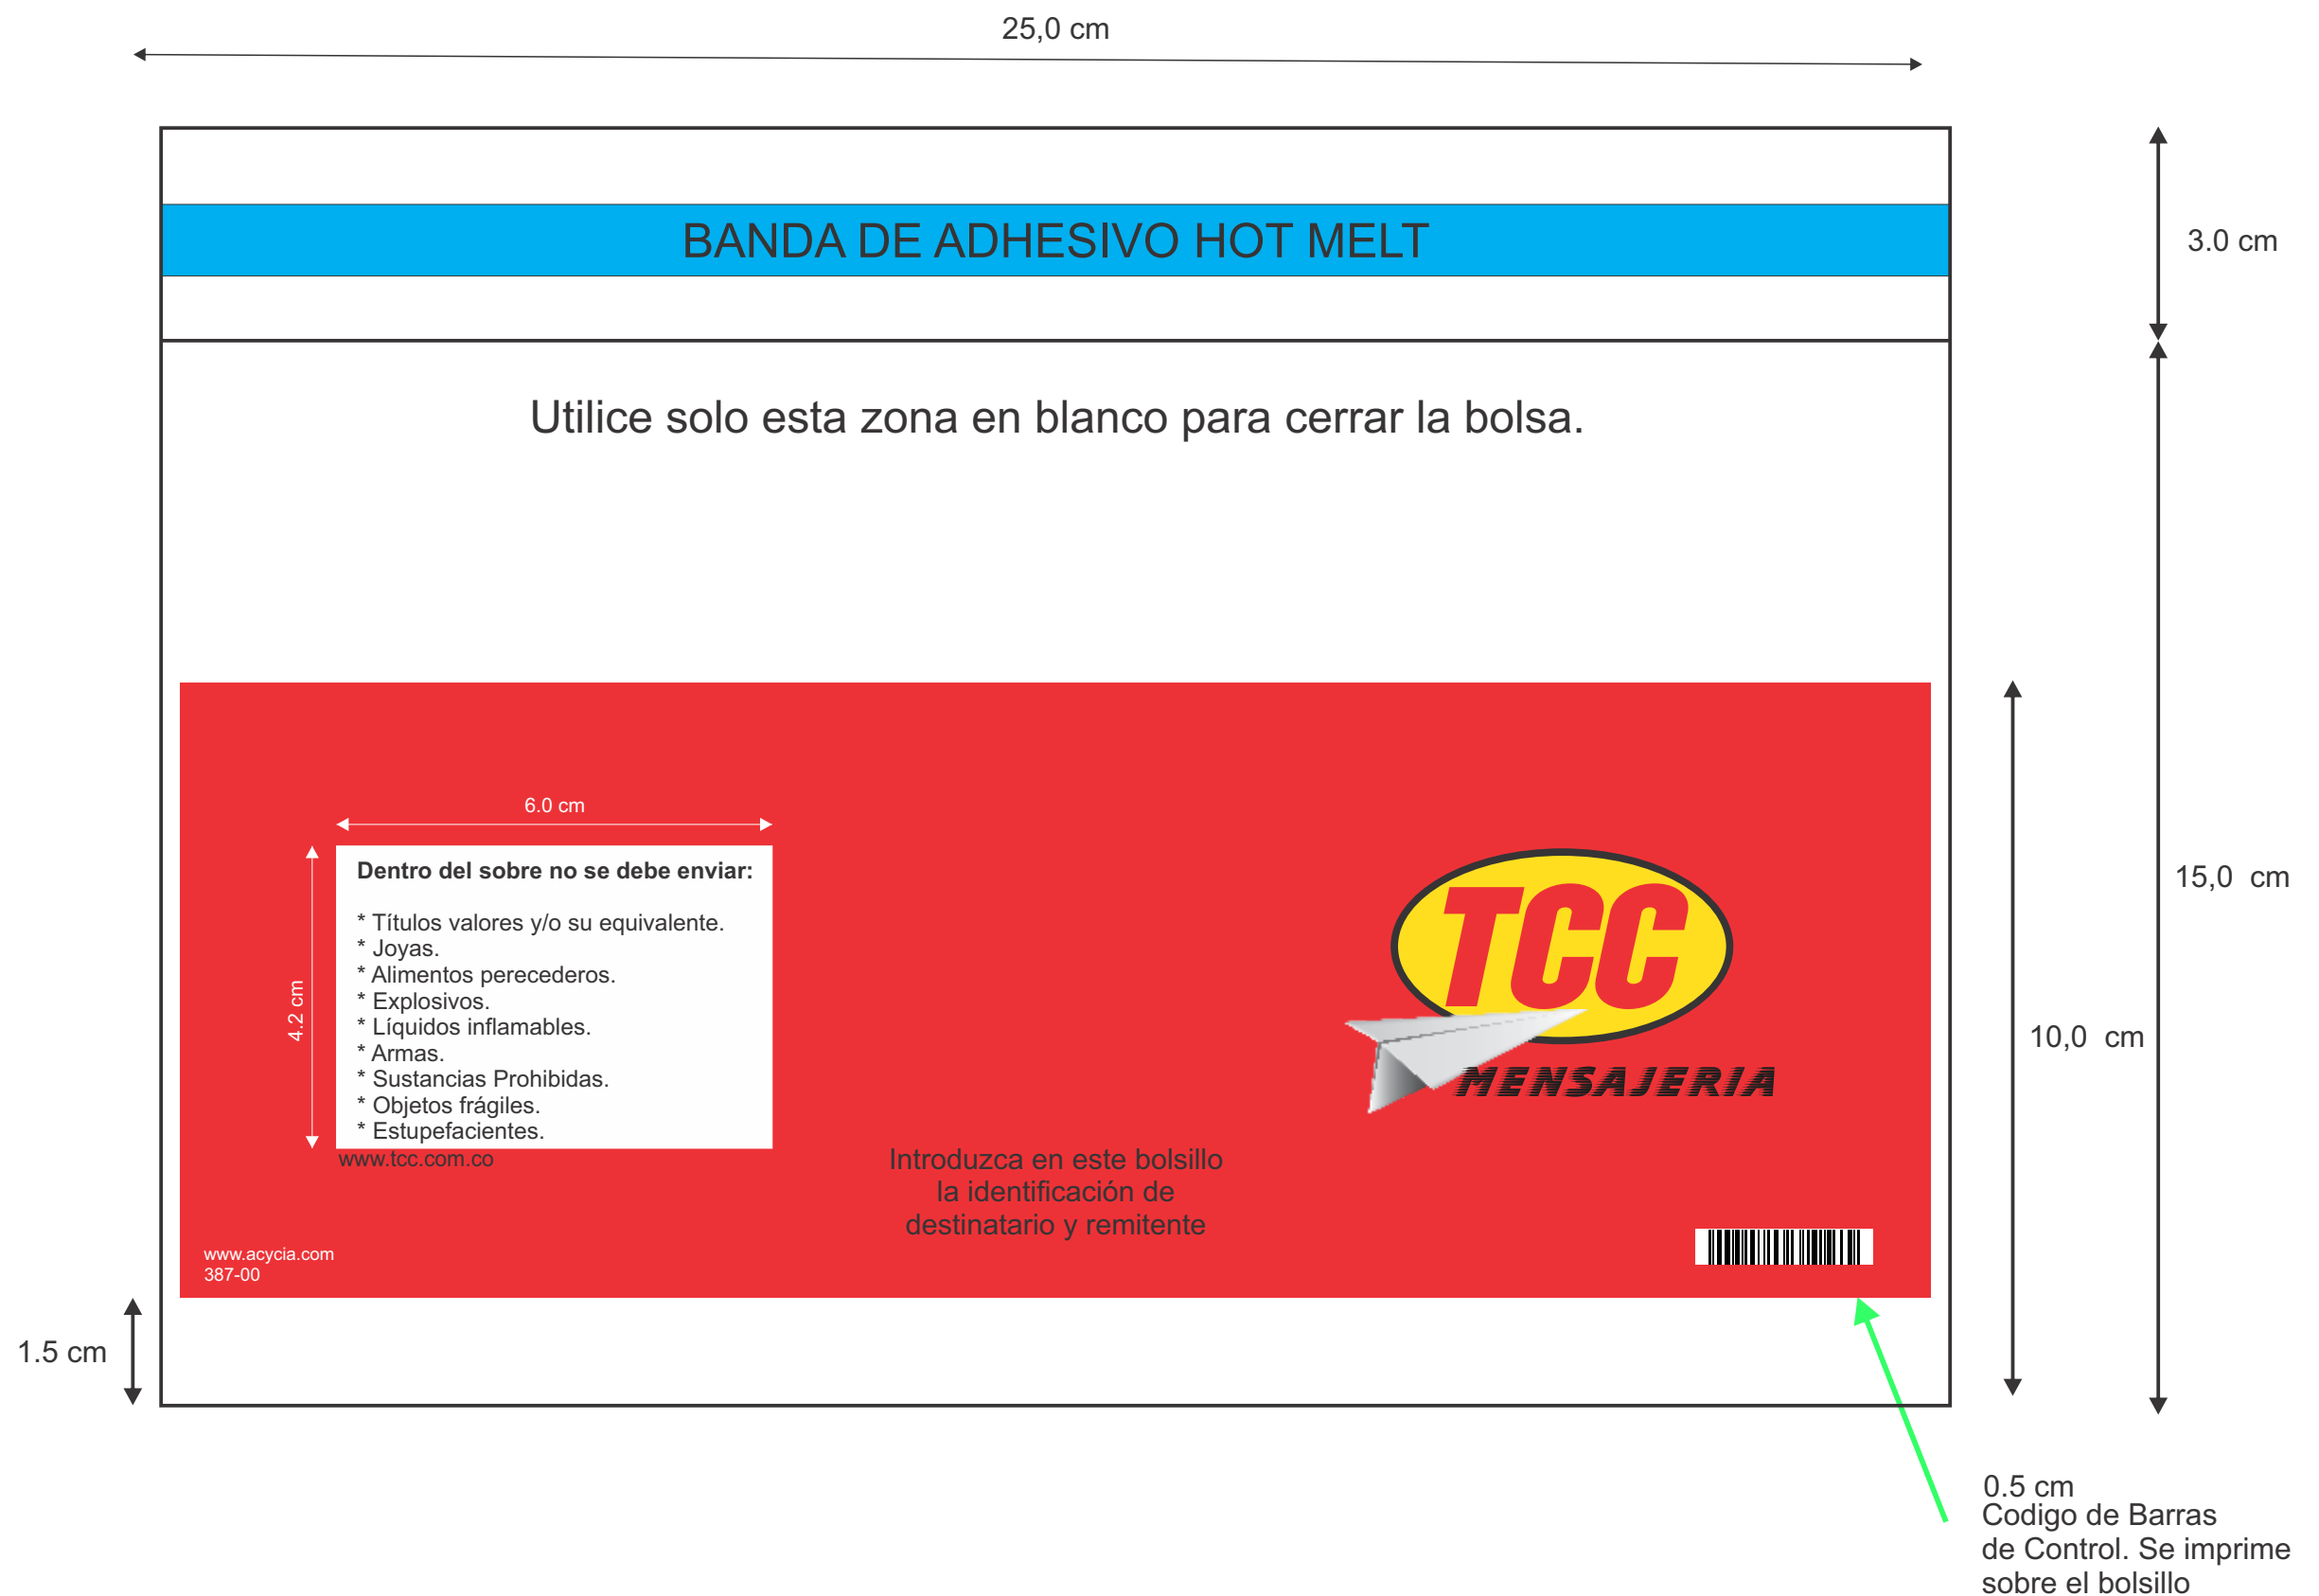 25,0 cm
BANDA DE ADHESIVO HOT MELT
3.0 cm
Utilice solo esta zona en blanco para cerrar la bolsa.
6.0 cm
4.2 cm
Dentro del sobre no se debe enviar:
* Títulos valores y/o su equivalente.
* Joyas.
* Alimentos perecederos.
* Explosivos.
* Líquidos inflamables.
* Armas.
* Sustancias Prohibidas.
* Objetos frágiles.
* Estupefacientes.
www.tcc.com.co
TCC
MENSAJERIA
Introduzca en este bolsillo
la identificación de
destinatario y remitente
www.acycia.com
387-00
15,0 cm
10,0 cm
1.5 cm
0.5 cm
Codigo de Barras
de Control. Se imprime
sobre el bolsillo